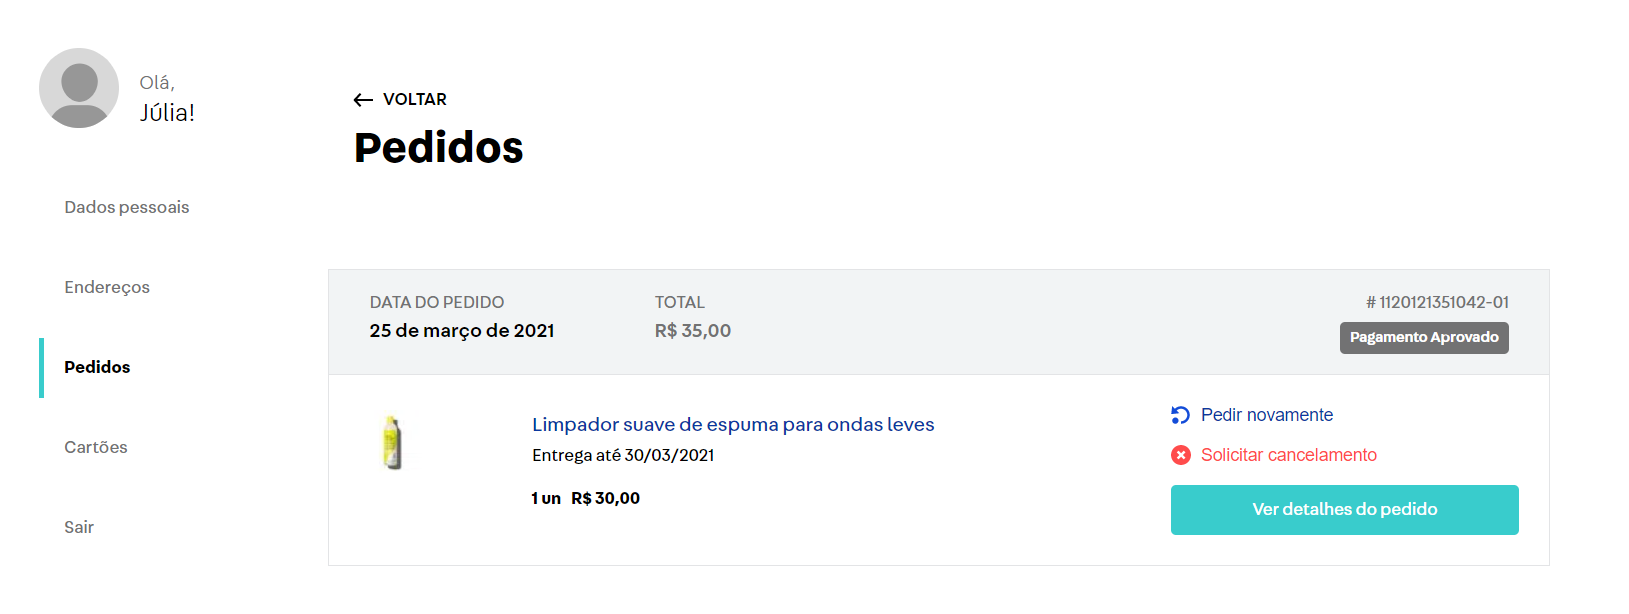 Olá,
Júlia!
Dados pessoais
Endereços
Pedidos
Cartões
Sair
VOLTAR
Pedidos
DATA DO PEDIDO
25 de março de 2021
TOTAL
R$ 35,00
# 1120121351042-01
Pagamento Aprovado
Limpador suave de espuma para ondas leves
Entrega até 30/03/2021
1 un R$ 30,00
Pedir novamente
Solicitar cancelamento
Ver detalhes do pedido